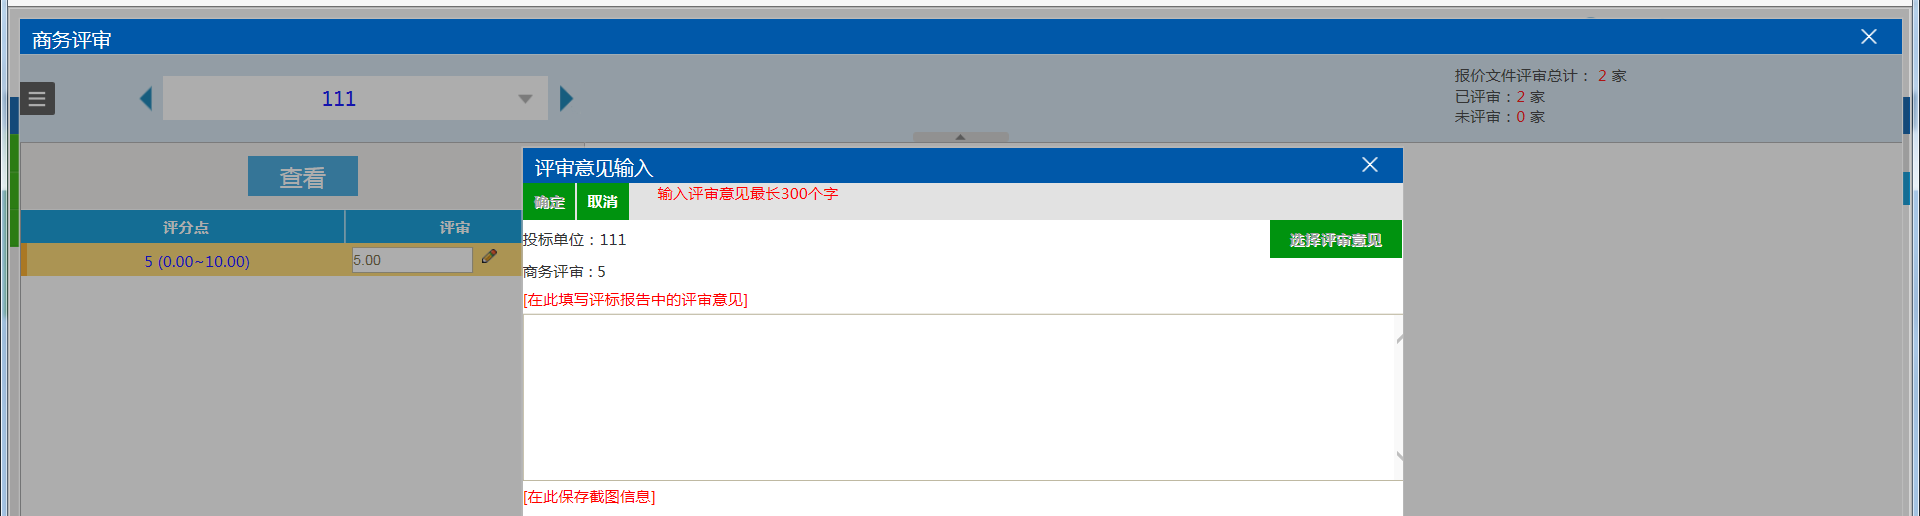 商务评审
111
报价文件评审总计： 2 家
已评审：2 家
未评审：0 家
查看
评分点 评审
5 (0.00~10.00) 5.00
评审意见输入
确定 取消 输入评审意见最长300个字
投标单位：111
选择评审意见
商务评审：5
[在此填写评标报告中的评审意见]
[在此保存截图信息]